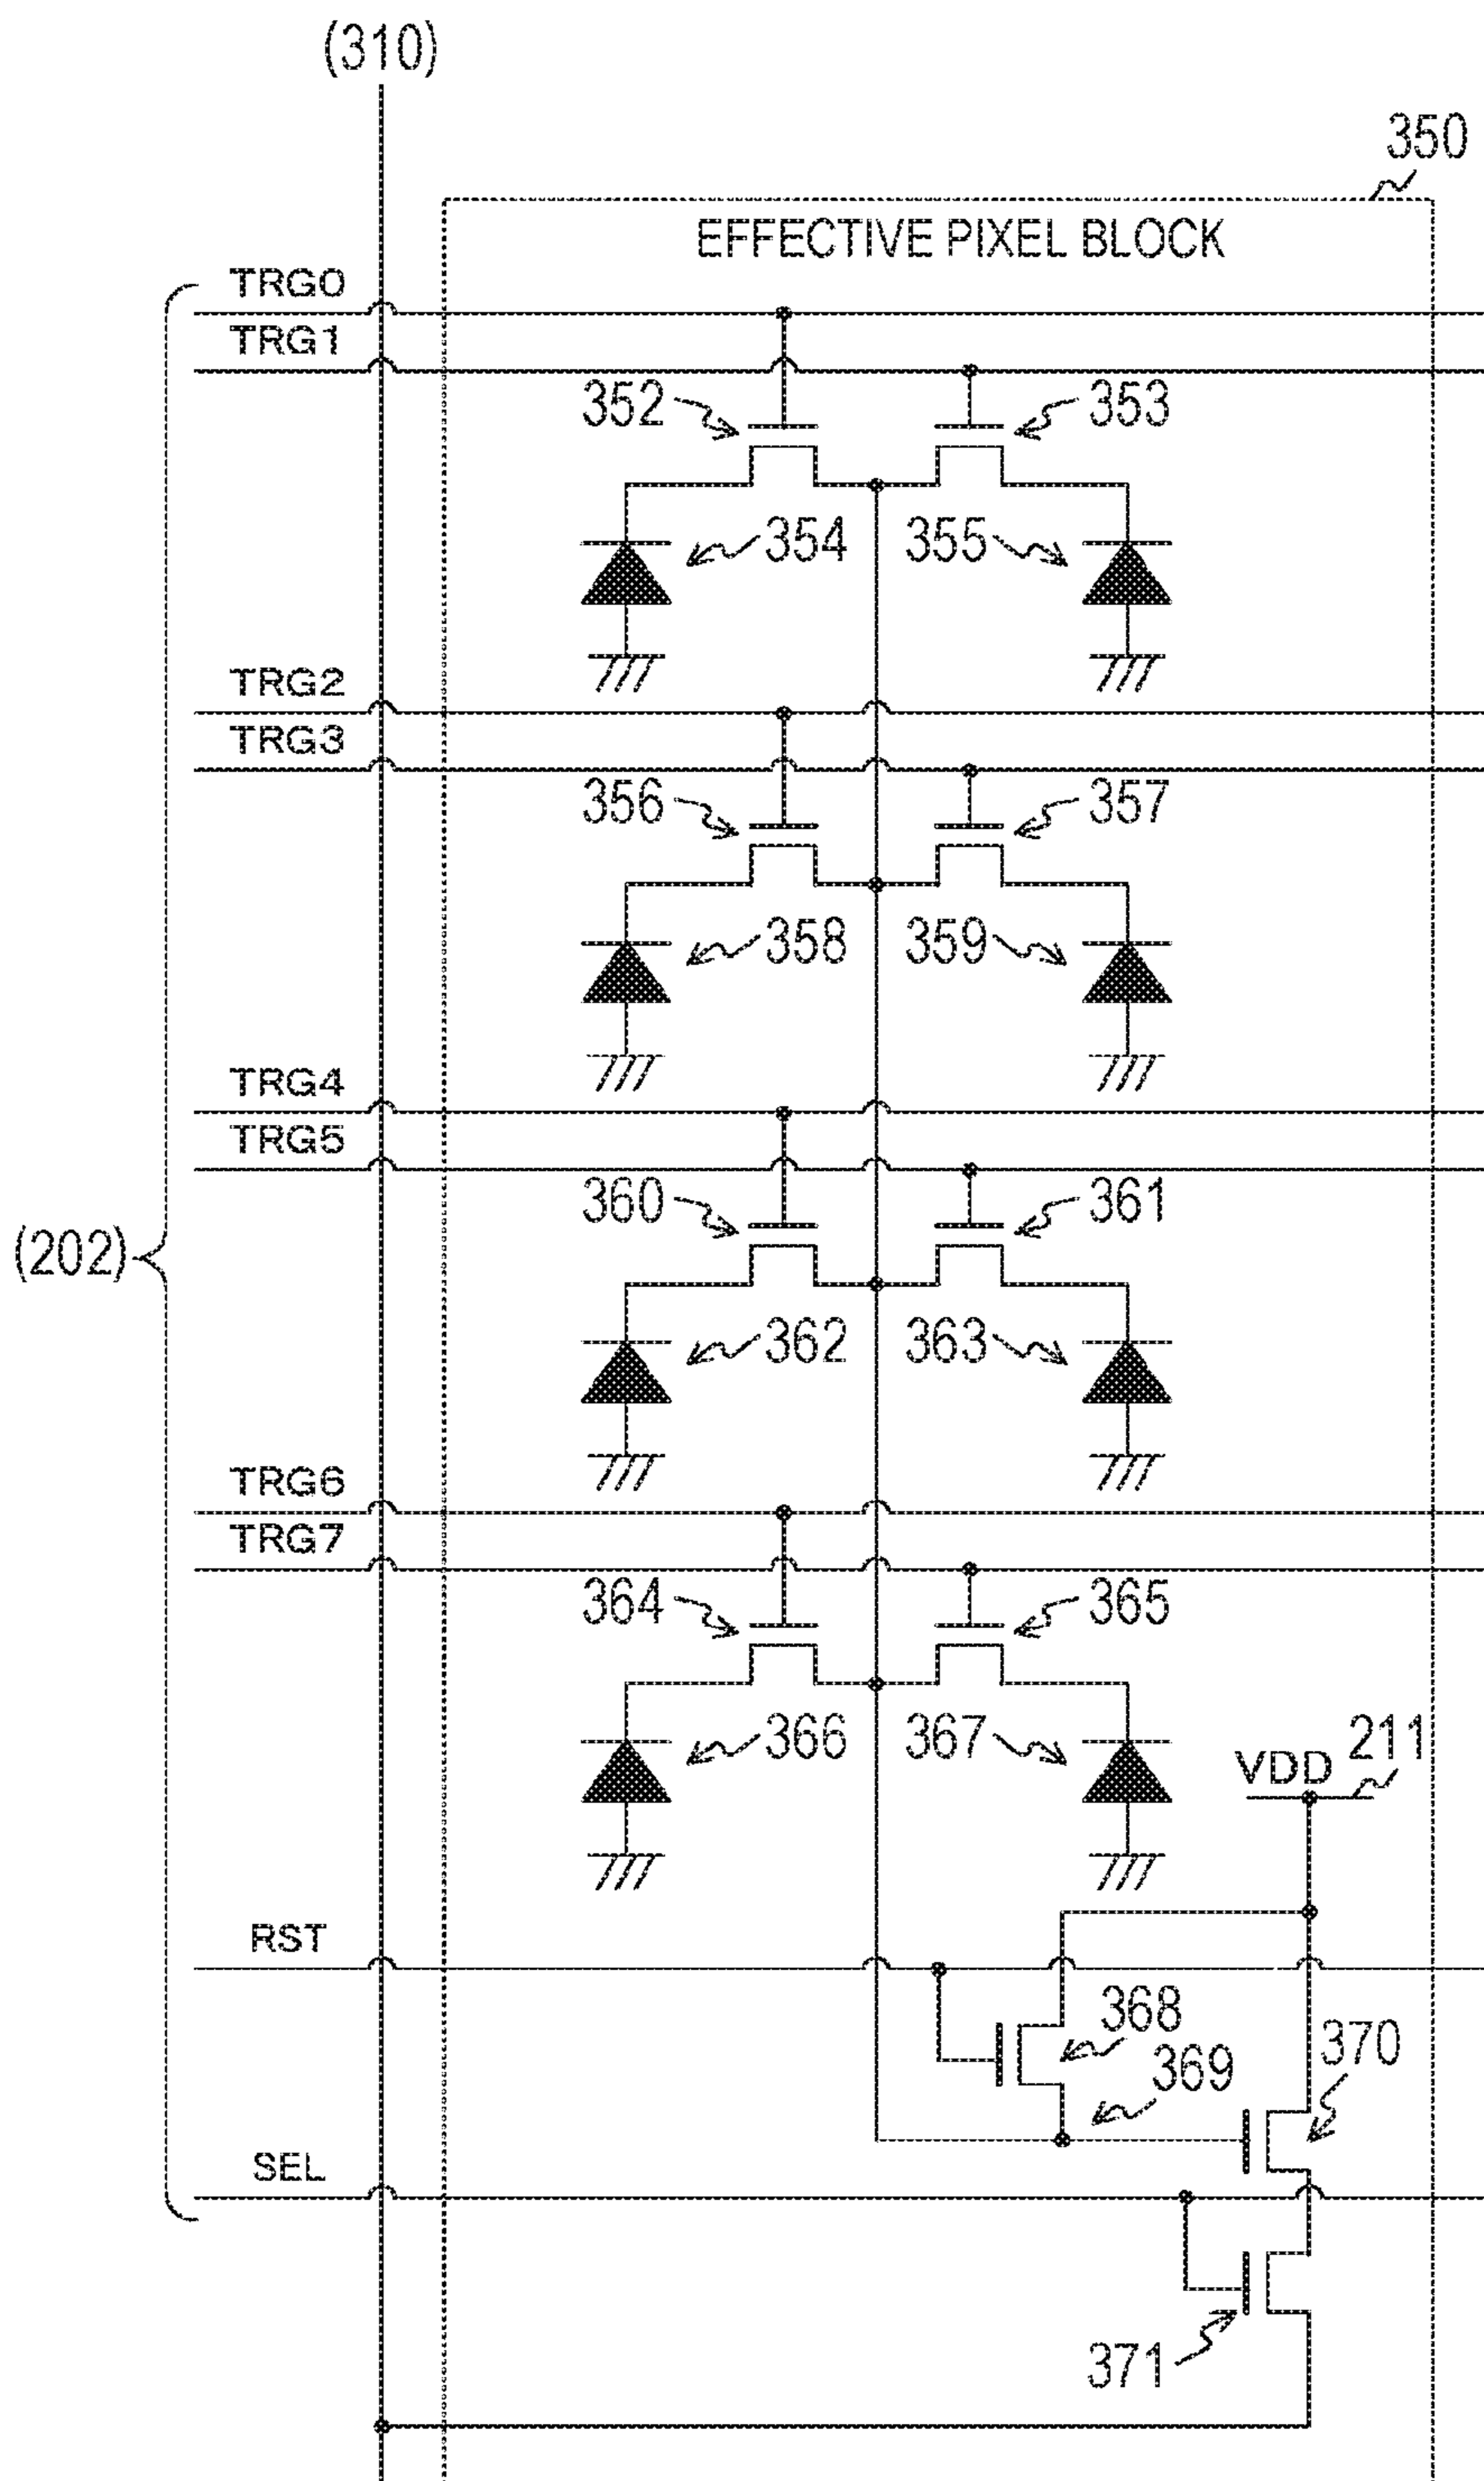 (310)
350
EFFECTIVE PIXEL BLOCK
TRG0
TRG1
352
353
354
355
TRG2
TRG3
356
357
358
359
TRG4
TRG5
360
361
(202)
362
363
TRG6
TRG7
364
365
366
367
VDD
211
RST
368
369
370
SEL
371